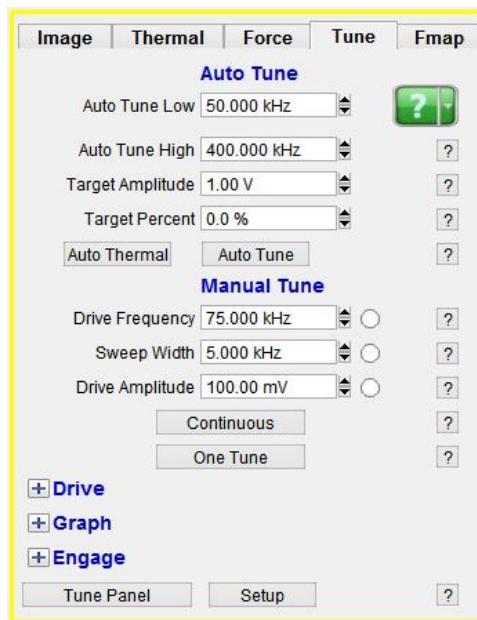 Image Thermal Force Tune Fmap
Auto Tune
Auto Tune Low 50.000 kHz ?
Auto Tune High 400.000 kHz ?
Target Amplitude 1.00 V ?
Target Percent 0.0 % ?
Auto Thermal Auto Tune ?
Manual Tune
Drive Frequency 75.000 kHz ?
Sweep Width 5.000 kHz ?
Drive Amplitude 100.00 mV ?
Continuous ?
One Tune ?
Drive
Graph
Engage
Tune Panel Setup ?